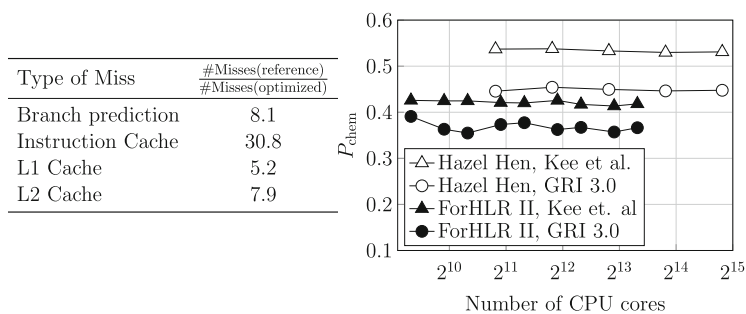 Type of Miss #Misses(reference) / #Misses(optimized)
Branch prediction 8.1
Instruction Cache 30.8
L1 Cache 5.2
L2 Cache 7.9
0.6
0.5
0.4
0.3
0.2
0.1
P_chem
Hazel Hen, Kee et al.
Hazel Hen, GRI 3.0
ForHLR II, Kee et. al
ForHLR II, GRI 3.0
2^10 2^11 2^12 2^13 2^14 2^15
Number of CPU cores